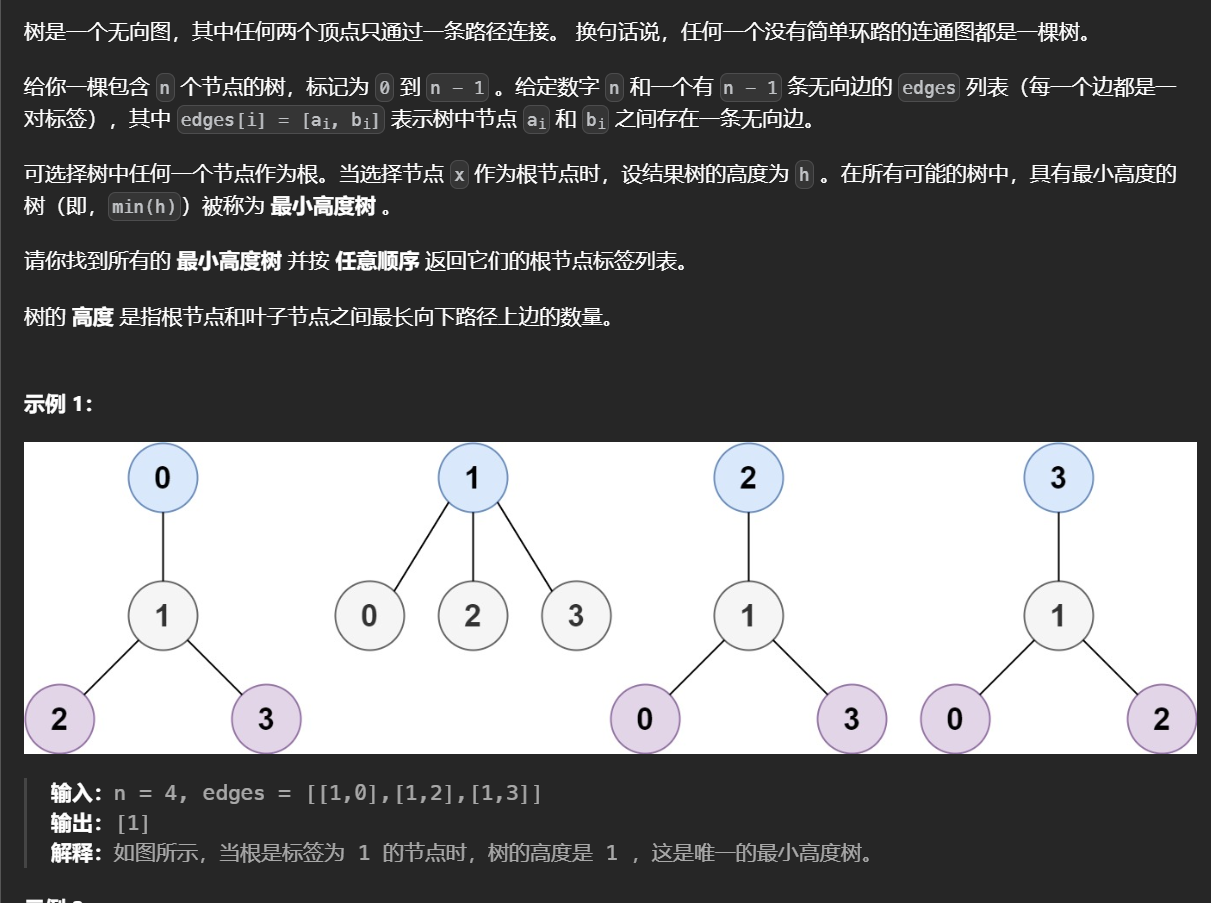 树是一个无向图，其中任何两个顶点只通过一条路径连接。 换句话说，任何一个没有简单环路的连通图都是一棵树。
给你一棵包含 n 个节点的树，标记为 0 到 n - 1 。给定数字 n 和一个有 n - 1 条无向边的 edges 列表（每一个边都是一
对标签），其中 edges[i] = [ai, bi] 表示树中节点 ai 和 bi 之间存在一条无向边。
可选择树中任何一个节点作为根。当选择节点 x 作为根节点时，设结果树的高度为 h 。在所有可能的树中，具有最小高度的
树（即，min(h)）被称为 最小高度树 。
请你找到所有的 最小高度树 并按 任意顺序 返回它们的根节点标签列表。
树的 高度 是指根节点和叶子节点之间最长向下路径上边的数量。
示例 1：
0 1 2 3
1 0 2 3 1 1
2 3 0 3 0 2
输入：n = 4, edges = [[1,0],[1,2],[1,3]]
输出：[1]
解释：如图所示，当根是标签为 1 的节点时，树的高度是 1 ，这是唯一的最小高度树。